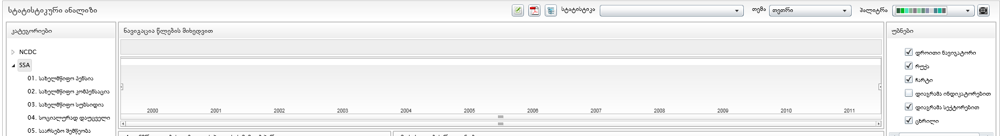 სტატისტიკური ანალიზი
სტატისტიკა
თემა თეთრი
პალიტრა
კატეგორიები
NCDC
SSA
01. სახელმწიფო პენსია
02. სახელმწიფო კომპენსაცია
03. სახელმწიფო სუბსიდია
04. სოციალურად დაუცველი
05. საარსებო შემწეობა
ნავიგაცია წლების მიხედვით
2000 2001 2002 2003 2004 2005 2006 2007 2008 2009 2010 2011
უბნები
დროითი ნავიგატორი
რუქა
ჩარტი
დიაგრამა ინდიკატორებით
დიაგრამა სექტორებით
ცხრილი